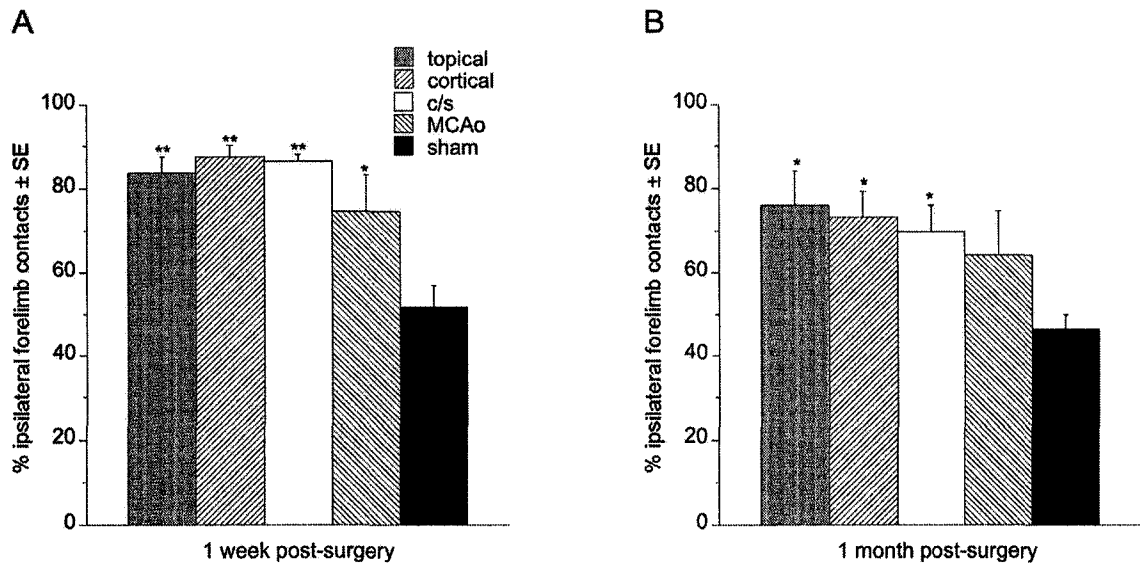 A
topical
cortical
c/s
MCAo
sham
% ipsilateral forelimb contacts ± SE
100
80
60
40
20
0
**
**
**
*
1 week post-surgery
B
% ipsilateral forelimb contacts ± SE
100
80
60
40
20
0
*
*
*
1 month post-surgery